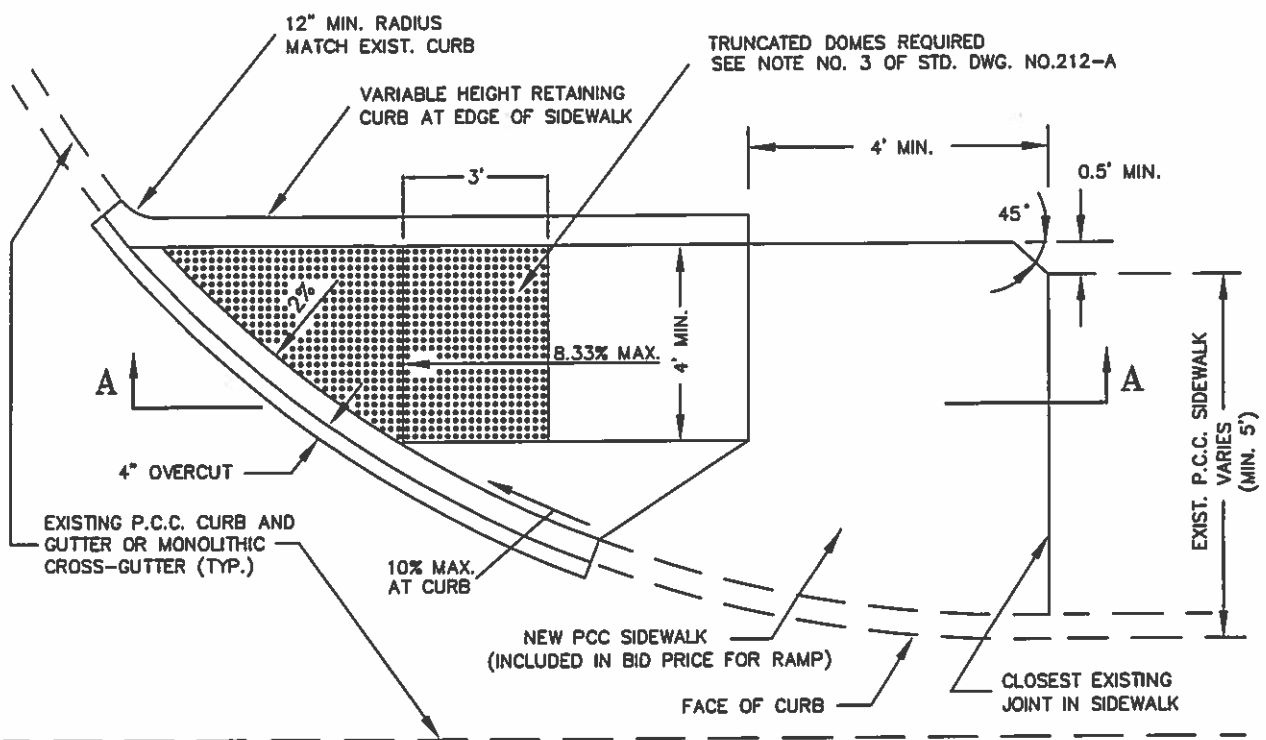 12" MIN. RADIUS
MATCH EXIST. CURB
TRUNCATED DOMES REQUIRED
SEE NOTE NO. 3 OF STD. DWG. NO.212-A
VARIABLE HEIGHT RETAINING
CURB AT EDGE OF SIDEWALK
4' MIN.
0.5' MIN.
3'
45°
2%
4' MIN.
8.33% MAX.
A
A
EXIST. P.C.C. SIDEWALK
VARIES
(MIN. 5')
4" OVERCUT
EXISTING P.C.C. CURB AND
GUTTER OR MONOLITHIC
CROSS-GUTTER (TYP.)
10% MAX.
AT CURB
NEW PCC SIDEWALK
(INCLUDED IN BID PRICE FOR RAMP)
FACE OF CURB
CLOSEST EXISTING
JOINT IN SIDEWALK